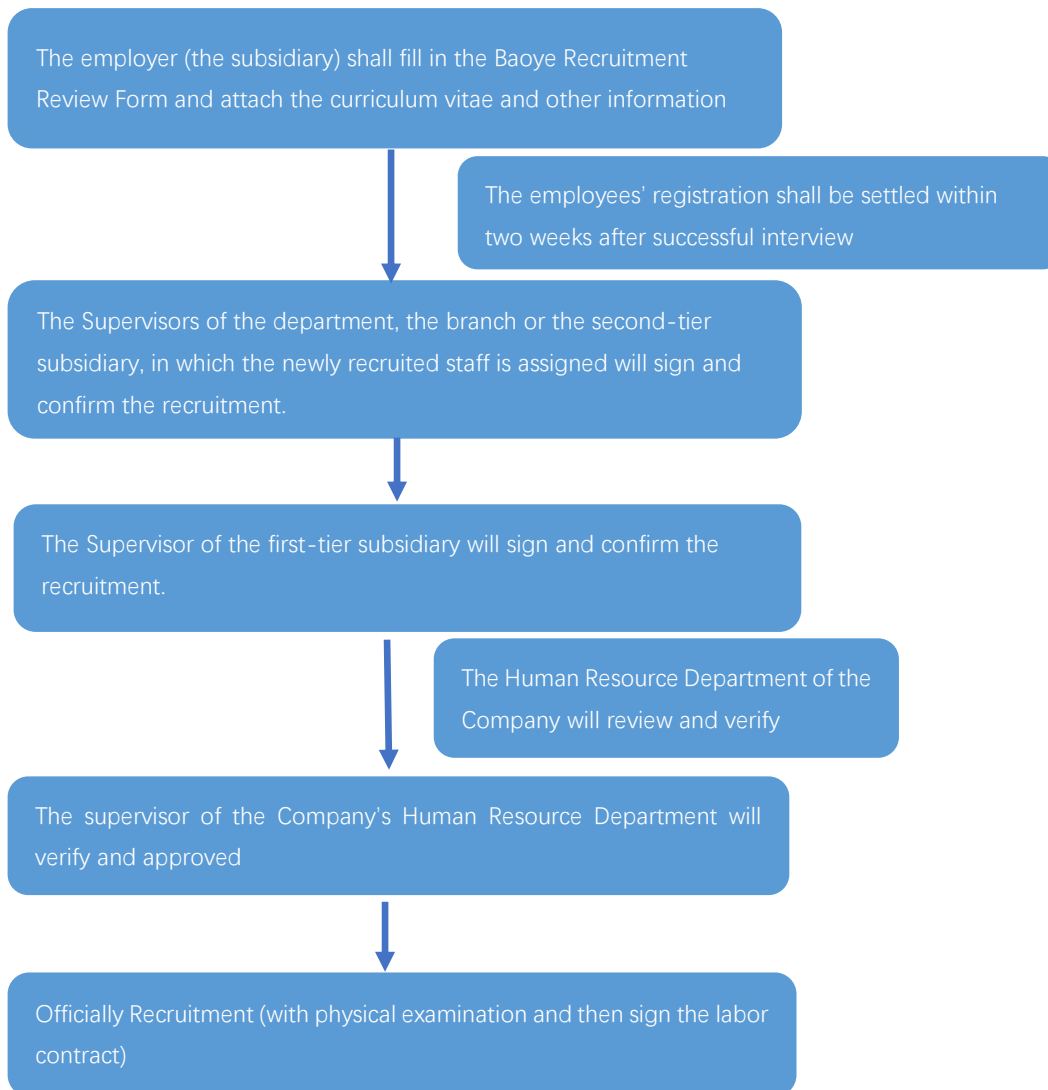 The employer (the subsidiary) shall fill in the Baoye Recruitment
Review Form and attach the curriculum vitae and other information
The employees’ registration shall be settled within
two weeks after successful interview
The Supervisors of the department, the branch or the second-tier
subsidiary, in which the newly recruited staff is assigned will sign and
confirm the recruitment.
The Supervisor of the first-tier subsidiary will sign and confirm the
recruitment.
The Human Resource Department of the
Company will review and verify
The supervisor of the Company’s Human Resource Department will
verify and approved
Officially Recruitment (with physical examination and then sign the labor
contract)